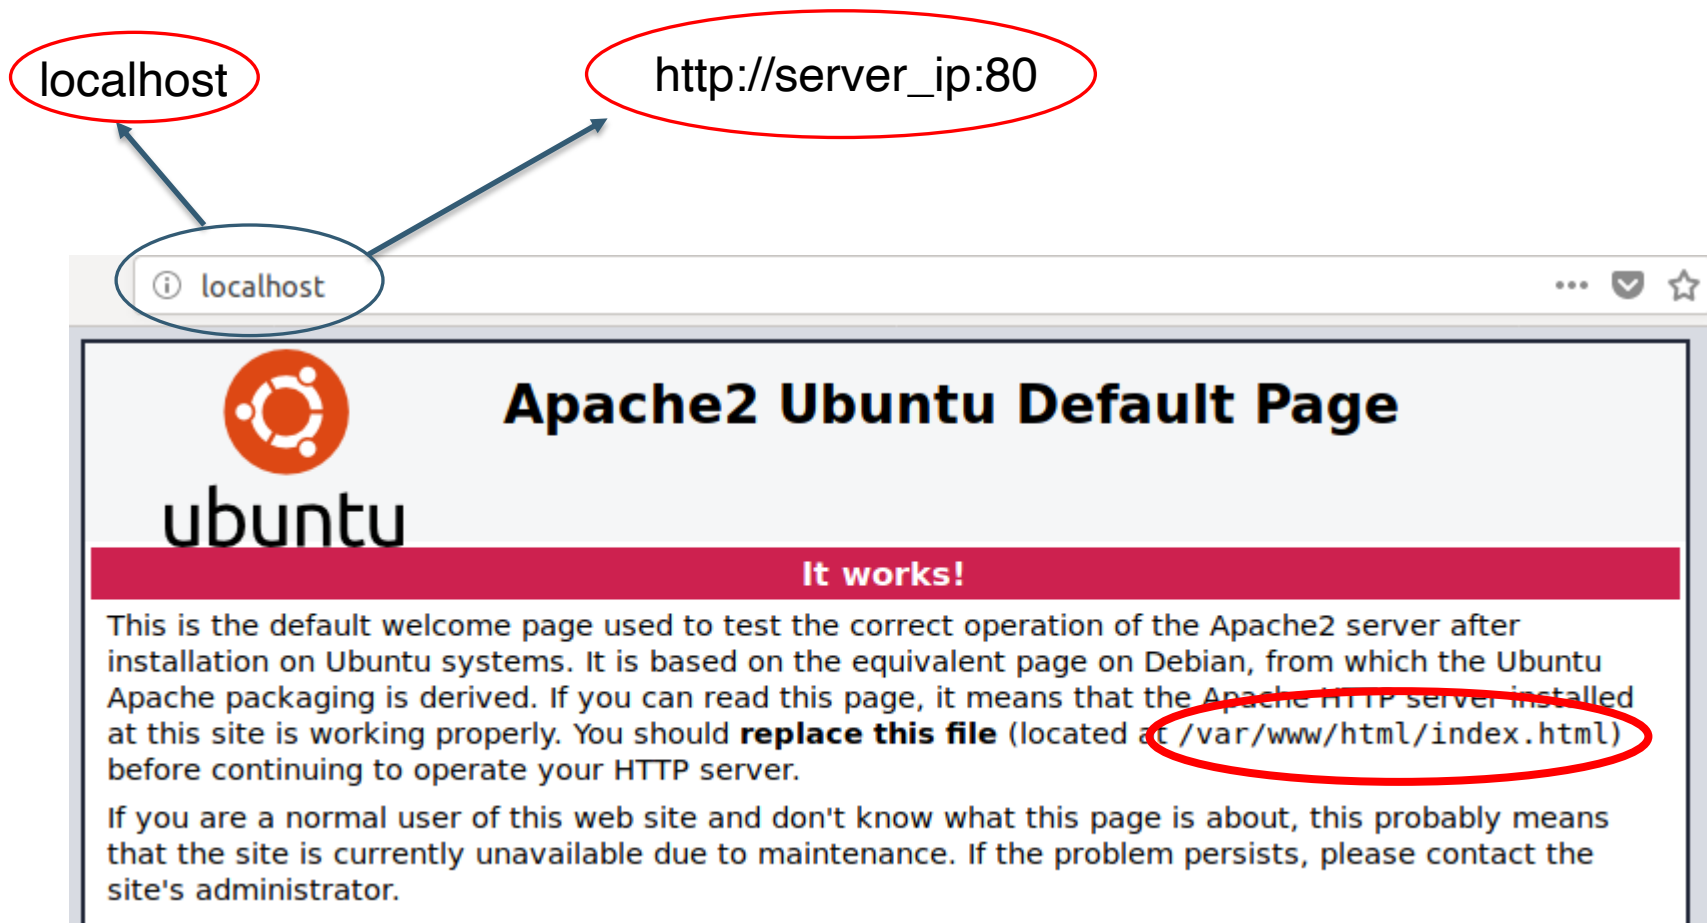 localhost
http://server_ip:80
localhost
Apache2 Ubuntu Default Page
ubuntu
It works!
This is the default welcome page used to test the correct operation of the Apache2 server after
installation on Ubuntu systems. It is based on the equivalent page on Debian, from which the Ubuntu
Apache packaging is derived. If you can read this page, it means that the Apache HTTP server installed
at this site is working properly. You should replace this file (located at /var/www/html/index.html)
before continuing to operate your HTTP server.
If you are a normal user of this web site and don't know what this page is about, this probably means
that the site is currently unavailable due to maintenance. If the problem persists, please contact the
site's administrator.